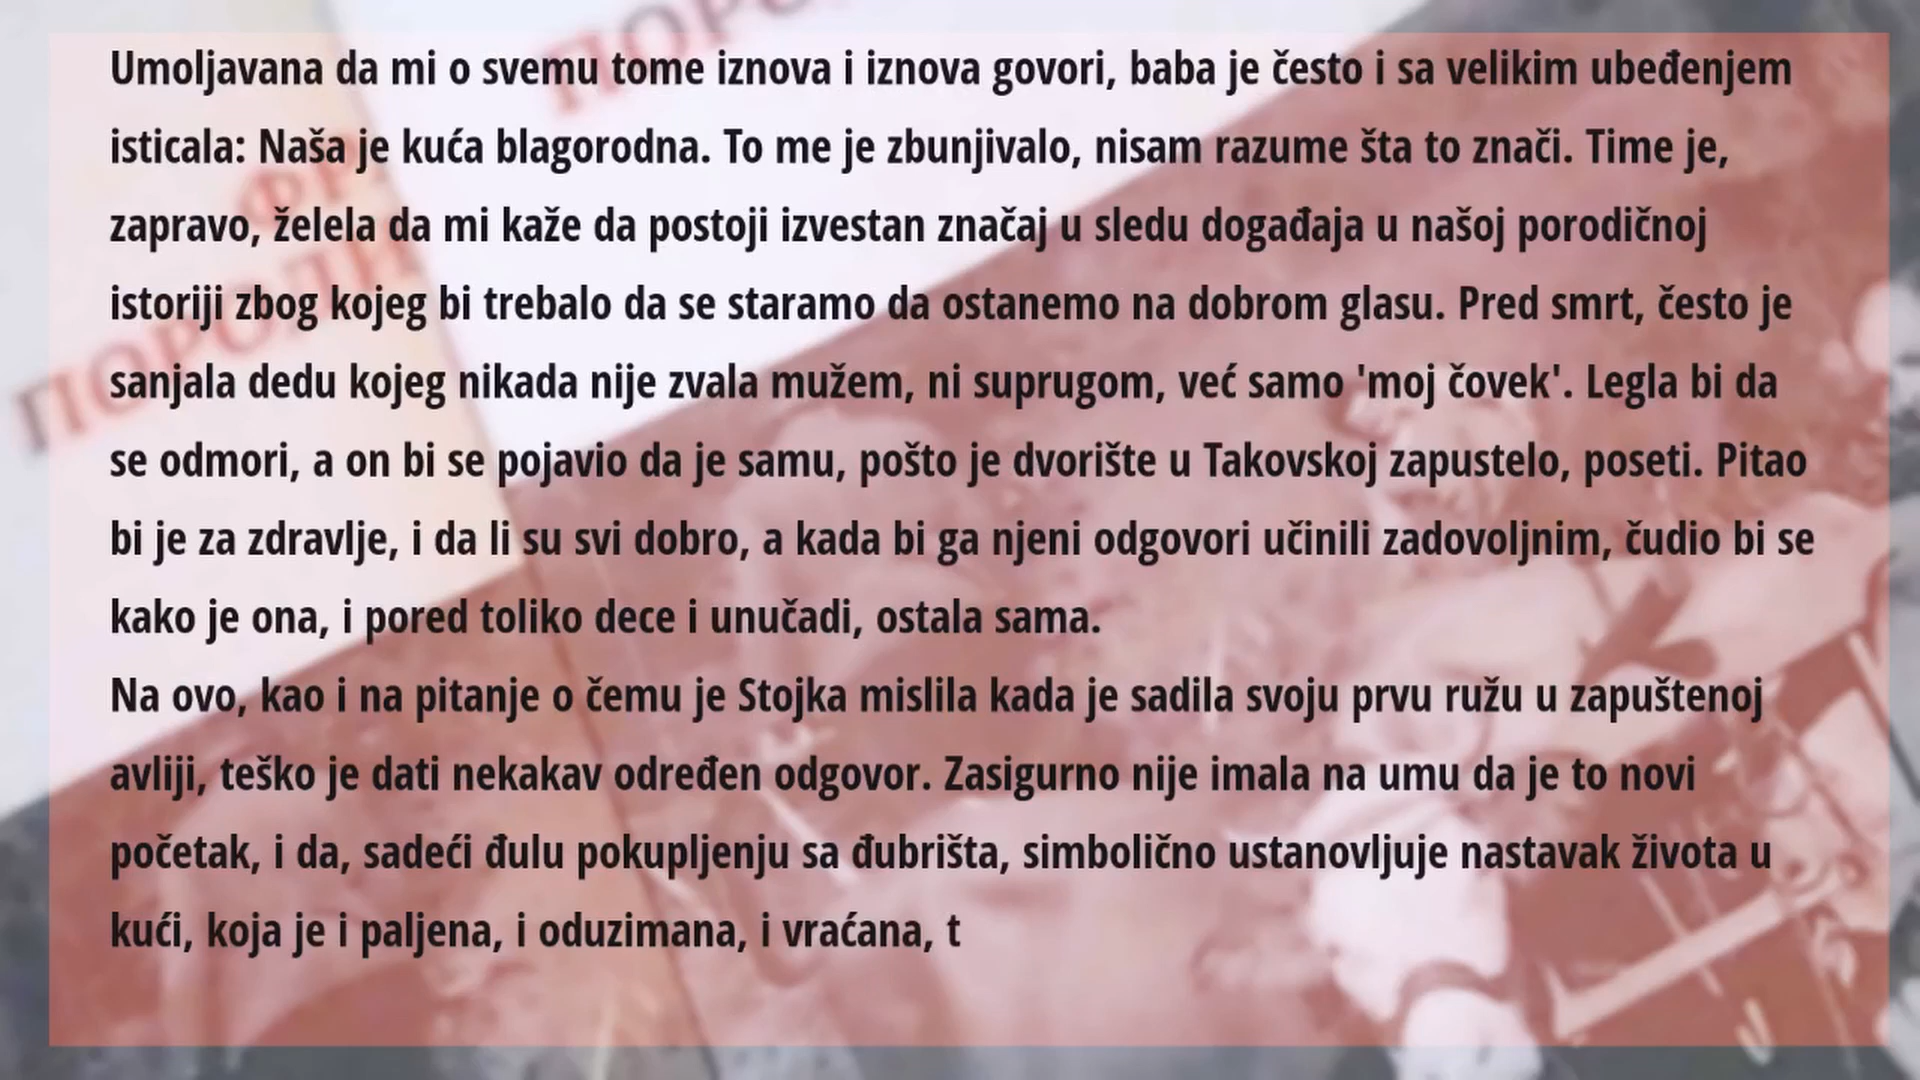 ПОРО
ФР
ПОРОДИ
Umoljavana da mi o svemu tome iznova i iznova govori, baba je često i sa velikim ubeđenjem
isticala: Naša je kuća blagorodna. To me je zbunjivalo, nisam razume šta to znači. Time je,
zapravo, želela da mi kaže da postoji izvestan značaj u sledu događaja u našoj porodičnoj
istoriji zbog kojeg bi trebalo da se staramo da ostanemo na dobrom glasu. Pred smrt, često je
sanjala dedu kojeg nikada nije zvala mužem, ni suprugom, već samo 'moj čovek'. Legla bi da
se odmori, a on bi se pojavio da je samu, pošto je dvorište u Takovskoj zapustelo, poseti. Pitao
bi je za zdravlje, i da li su svi dobro, a kada bi ga njeni odgovori učinili zadovoljnim, čudio bi se
kako je ona, i pored toliko dece i unučadi, ostala sama.
Na ovo, kao i na pitanje o čemu je Stojka mislila kada je sadila svoju prvu ružu u zapuštenoj
avliji, teško je dati nekakav određen odgovor. Zasigurno nije imala na umu da je to novi
početak, i da, sadeći đulu pokupljenju sa đubrišta, simbolično ustanovljuje nastavak života u
kući, koja je i paljena, i oduzimana, i vraćana, t